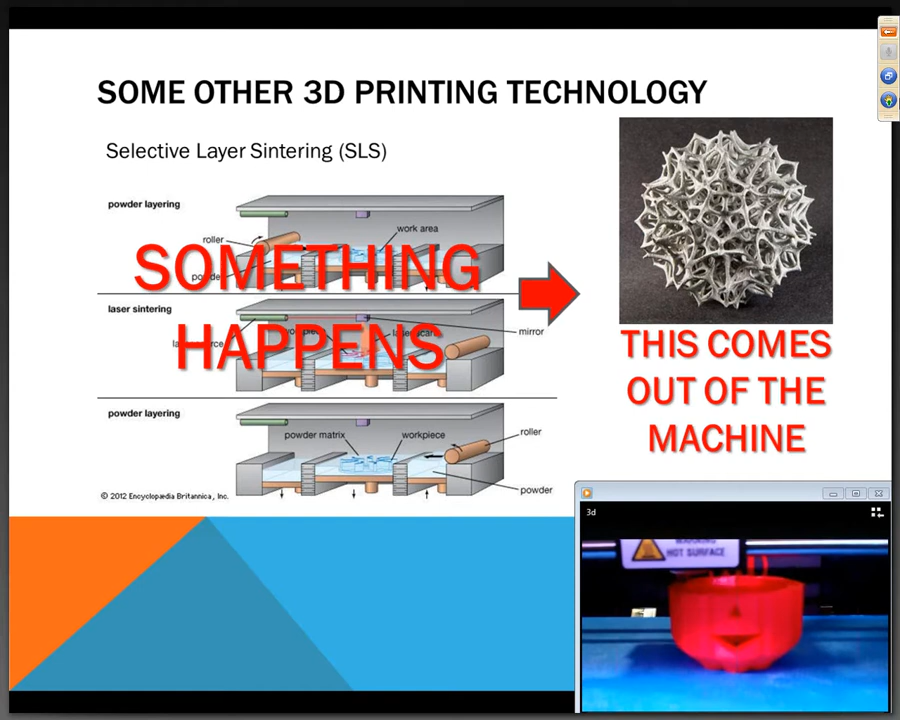 SOME OTHER 3D PRINTING TECHNOLOGY
Selective Layer Sintering (SLS)
powder layering
roller
work area
SOMETHING
laser sintering
mirror
HAPPENS
THIS COMES
OUT OF THE
MACHINE
powder layering
powder matrix
workpiece
roller
powder
© 2012 Encyclopædia Britannica, Inc.
3d
HOT SURFACE